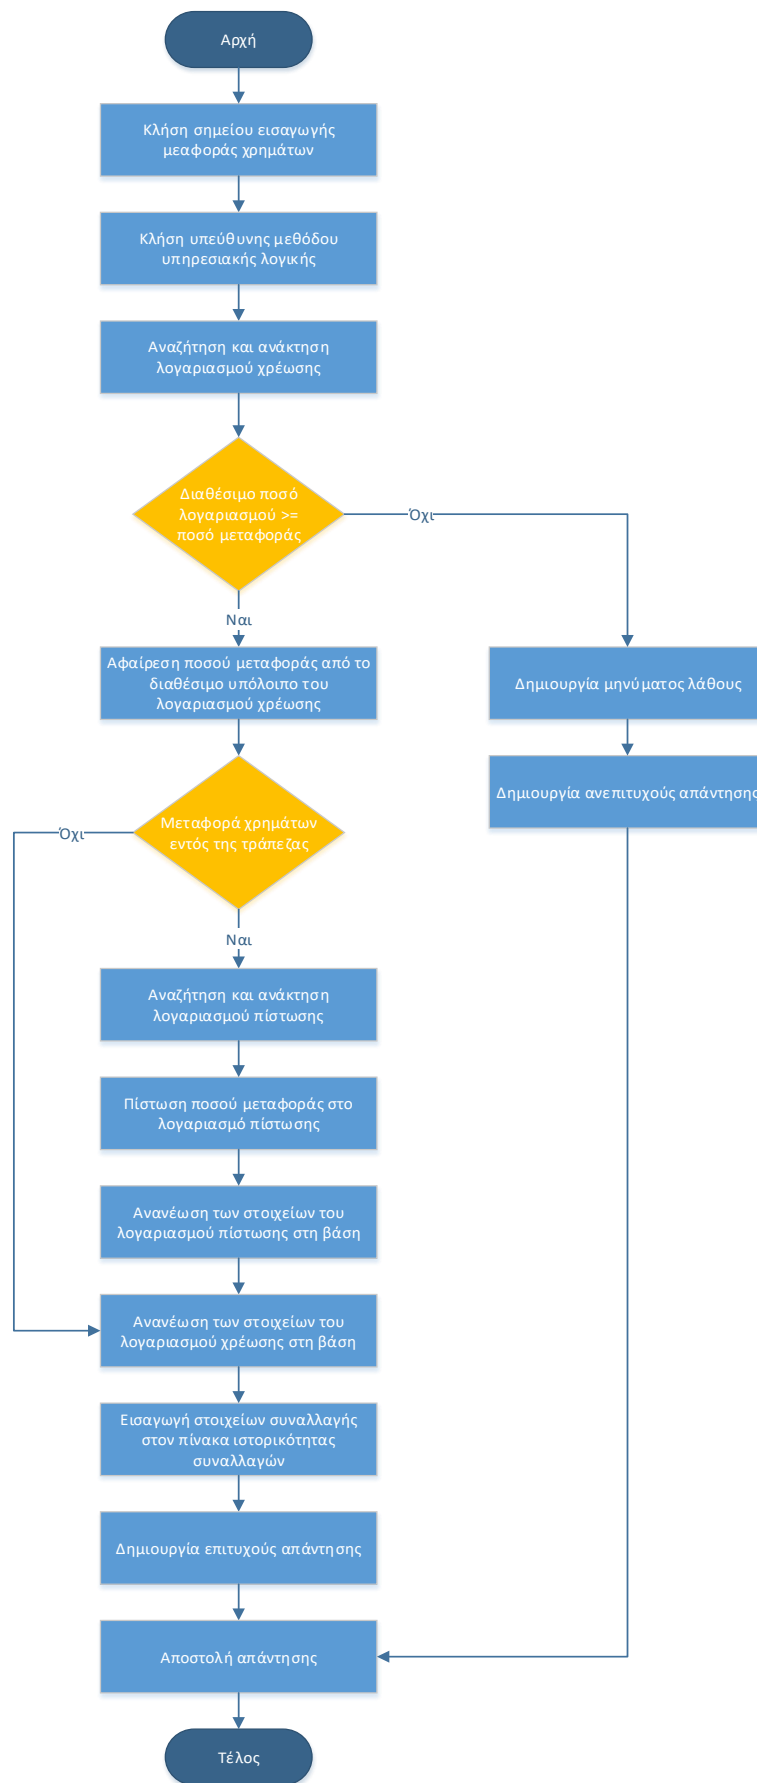 Αρχή
Κλήση σημείου εισαγωγής
μεαφοράς χρημάτων
Κλήση υπεύθυνης μεθόδου
υπηρεσιακής λογικής
Αναζήτηση και ανάκτηση
λογαριασμού χρέωσης
Διαθέσιμο ποσό
λογαριασμού >=
ποσό μεταφοράς
Όχι
Ναι
Αφαίρεση ποσού μεταφοράς από το
διαθέσιμο υπόλοιπο του
λογαριασμού χρέωσης
Δημιουργία μηνύματος λάθους
Δημιουργία ανεπιτυχούς απάντησης
Μεταφορά χρημάτων
εντός της τράπεζας
Όχι
Ναι
Αναζήτηση και ανάκτηση
λογαριασμού πίστωσης
Πίστωση ποσού μεταφοράς στο
λογαριασμό πίστωσης
Ανανέωση των στοιχείων του
λογαριασμού πίστωσης στη βάση
Ανανέωση των στοιχείων του
λογαριασμού χρέωσης στη βάση
Εισαγωγή στοιχείων συναλλαγής
στον πίνακα ιστορικότητας
συναλλαγών
Δημιουργία επιτυχούς απάντησης
Αποστολή απάντησης
Τέλος